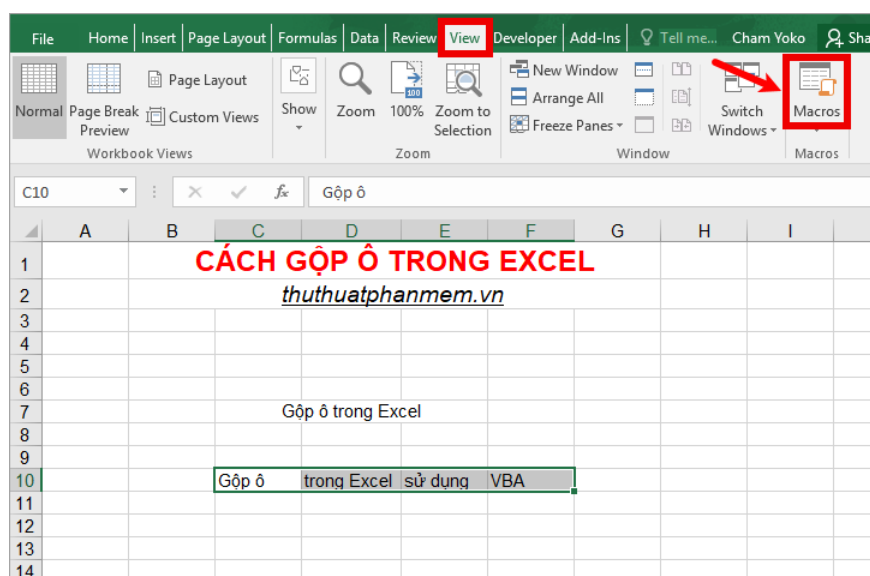 File Home Insert Page Layout Formulas Data Review View Developer Add-Ins Tell me... Cham Yoko Sha
Normal Page Break Preview Page Layout Custom Views Show Zoom 100% Zoom to Selection New Window Arrange All Freeze Panes Switch Windows Macros
Workbook Views Zoom Window Macros
C10 fx Gộp ô
A B C D E F G H I
1 CÁCH GỘP Ô TRONG EXCEL
2 thuthuatphanmem.vn
3
4
5
6
7 Gộp ô trong Excel
8
9
10 Gộp ô trong Excel sử dụng VBA
11
12
13
14